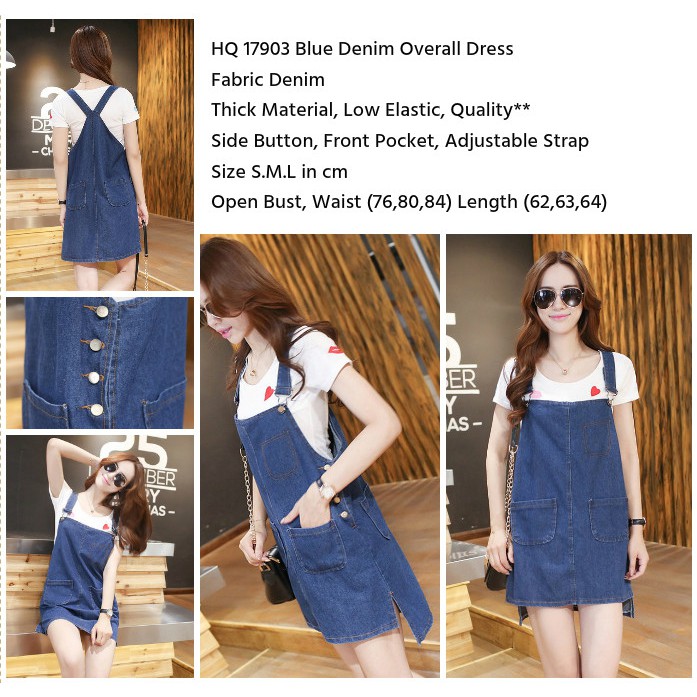 HQ 17903 Blue Denim Overall Dress
Fabric Denim
Thick Material, Low Elastic, Quality**
Side Button, Front Pocket, Adjustable Strap
Size S.M.L in cm
Open Bust, Waist (76,80,84) Length (62,63,64)
25